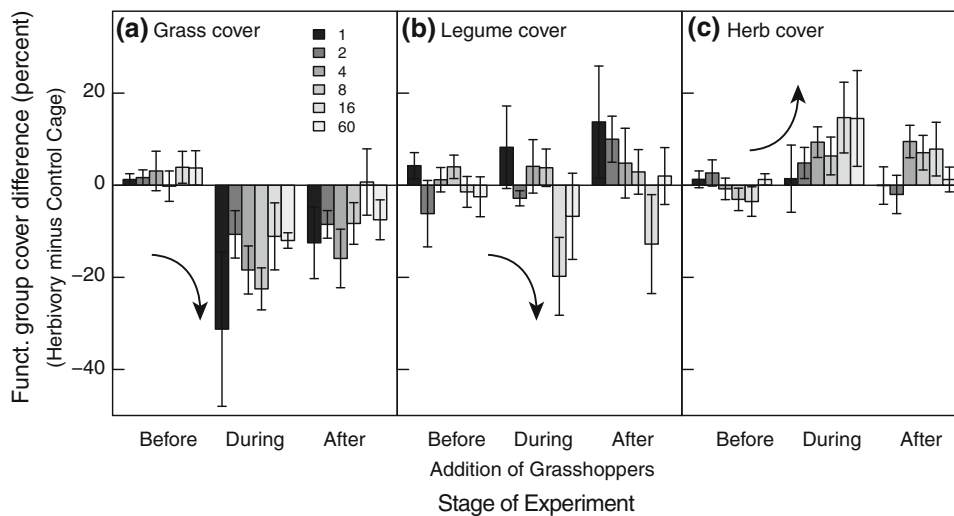 Funct. group cover difference (percent)
(Herbivory minus Control Cage)
20
0
−20
−40
(a) Grass cover
1
2
4
8
16
60
(b) Legume cover
(c) Herb cover
Before During After
Before During After
Before During After
Addition of Grasshoppers
Stage of Experiment